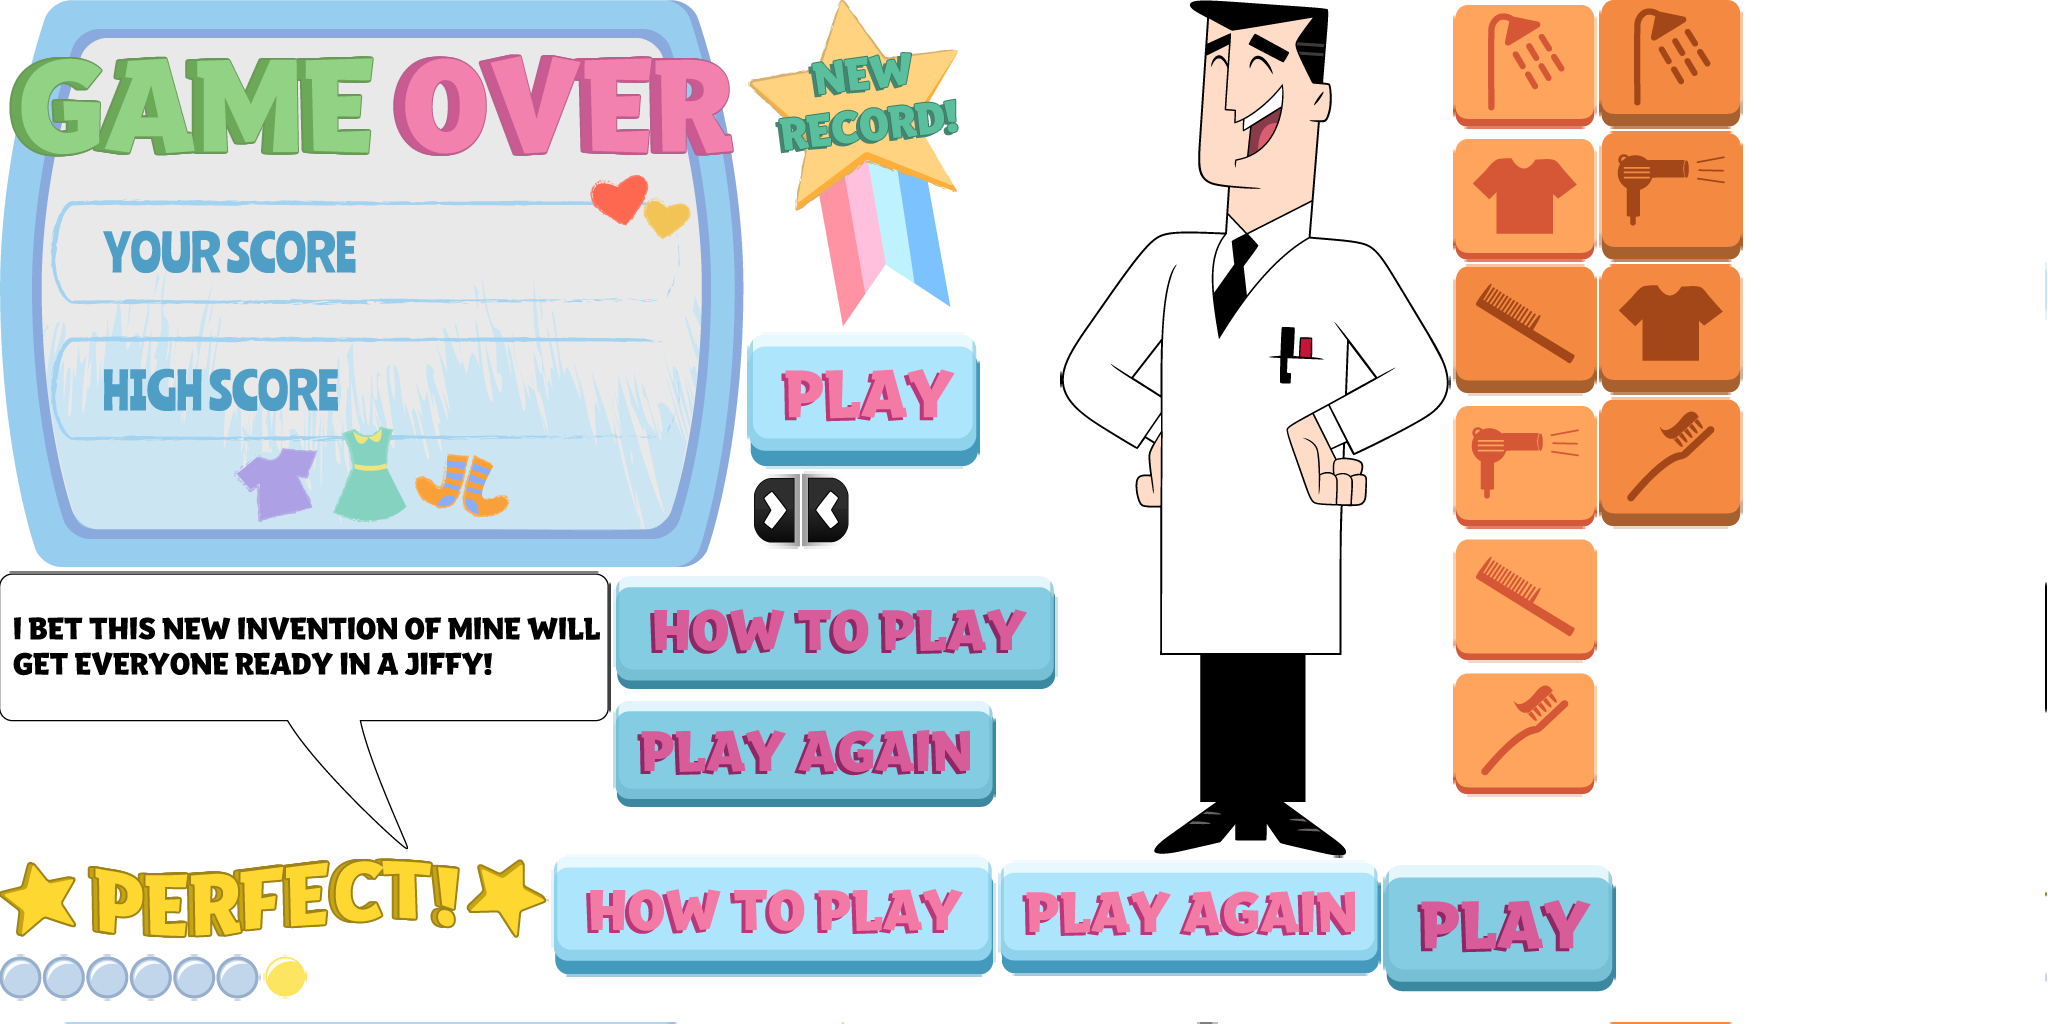 GAME OVER
YOUR SCORE
HIGH SCORE
NEW
RECORD!
PLAY
I BET THIS NEW INVENTION OF MINE WILL
GET EVERYONE READY IN A JIFFY!
HOW TO PLAY
PLAY AGAIN
PERFECT!
HOW TO PLAY
PLAY AGAIN
PLAY